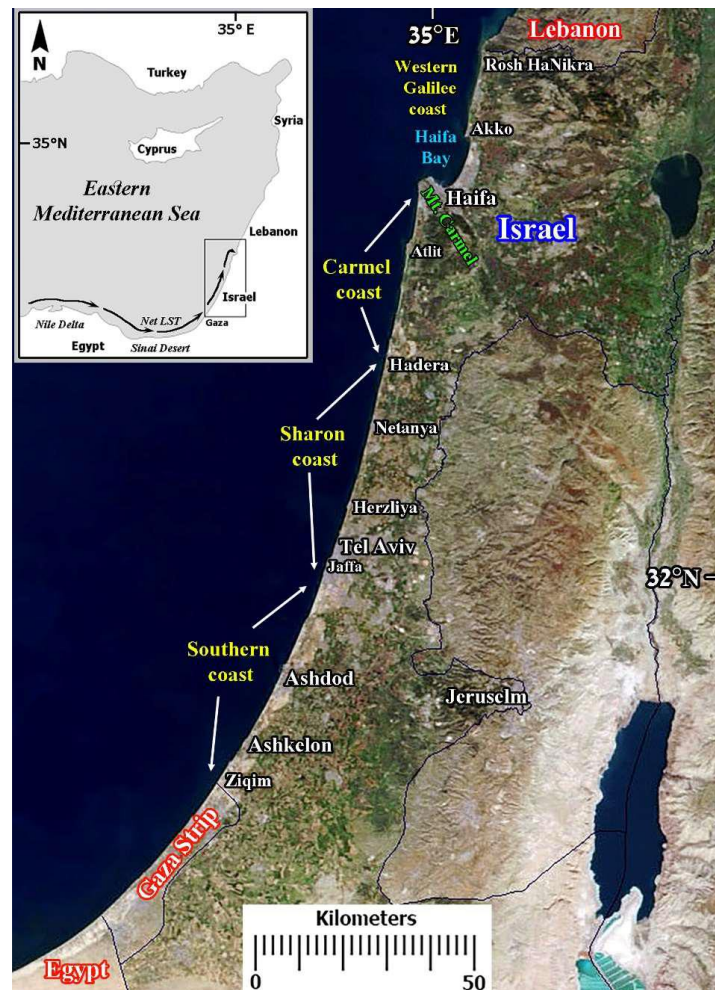 35° E
N
Turkey
Syria
35°N
Cyprus
Eastern
Mediterranean Sea
Lebanon
Israel
Gaza
Nile Delta
Net LST
Sinai Desert
Egypt
35°E
Lebanon
Western
Galilee
coast
Rosh HaNikra
Akko
Haifa
Bay
Haifa
Mt. Carmel
Israel
Atlit
Carmel
coast
Hadera
Sharon
coast
Netanya
Herzliya
Tel Aviv
Jaffa
32°N
Southern
coast
Ashdod
Jeruselm
Ashkelon
Ziqim
Gaza Strip
Egypt
Kilometers
0
50